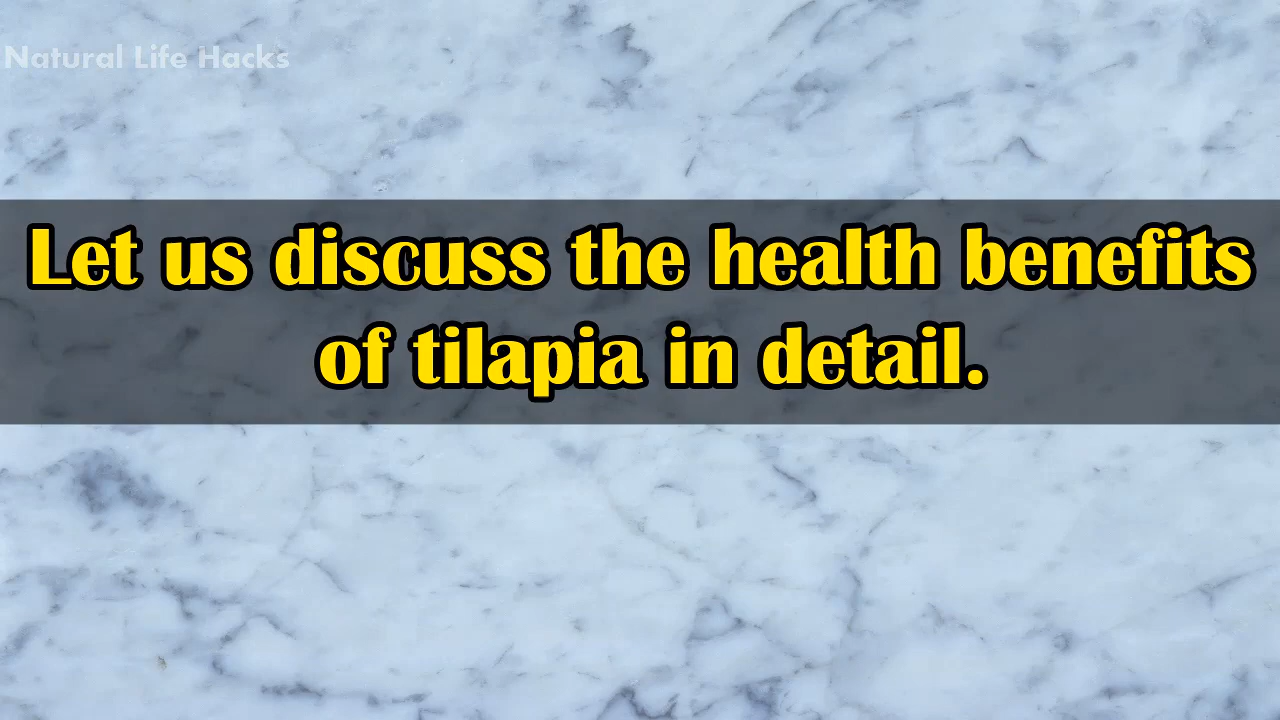 Natural Life Hacks
Let us discuss the health benefits
of tilapia in detail.